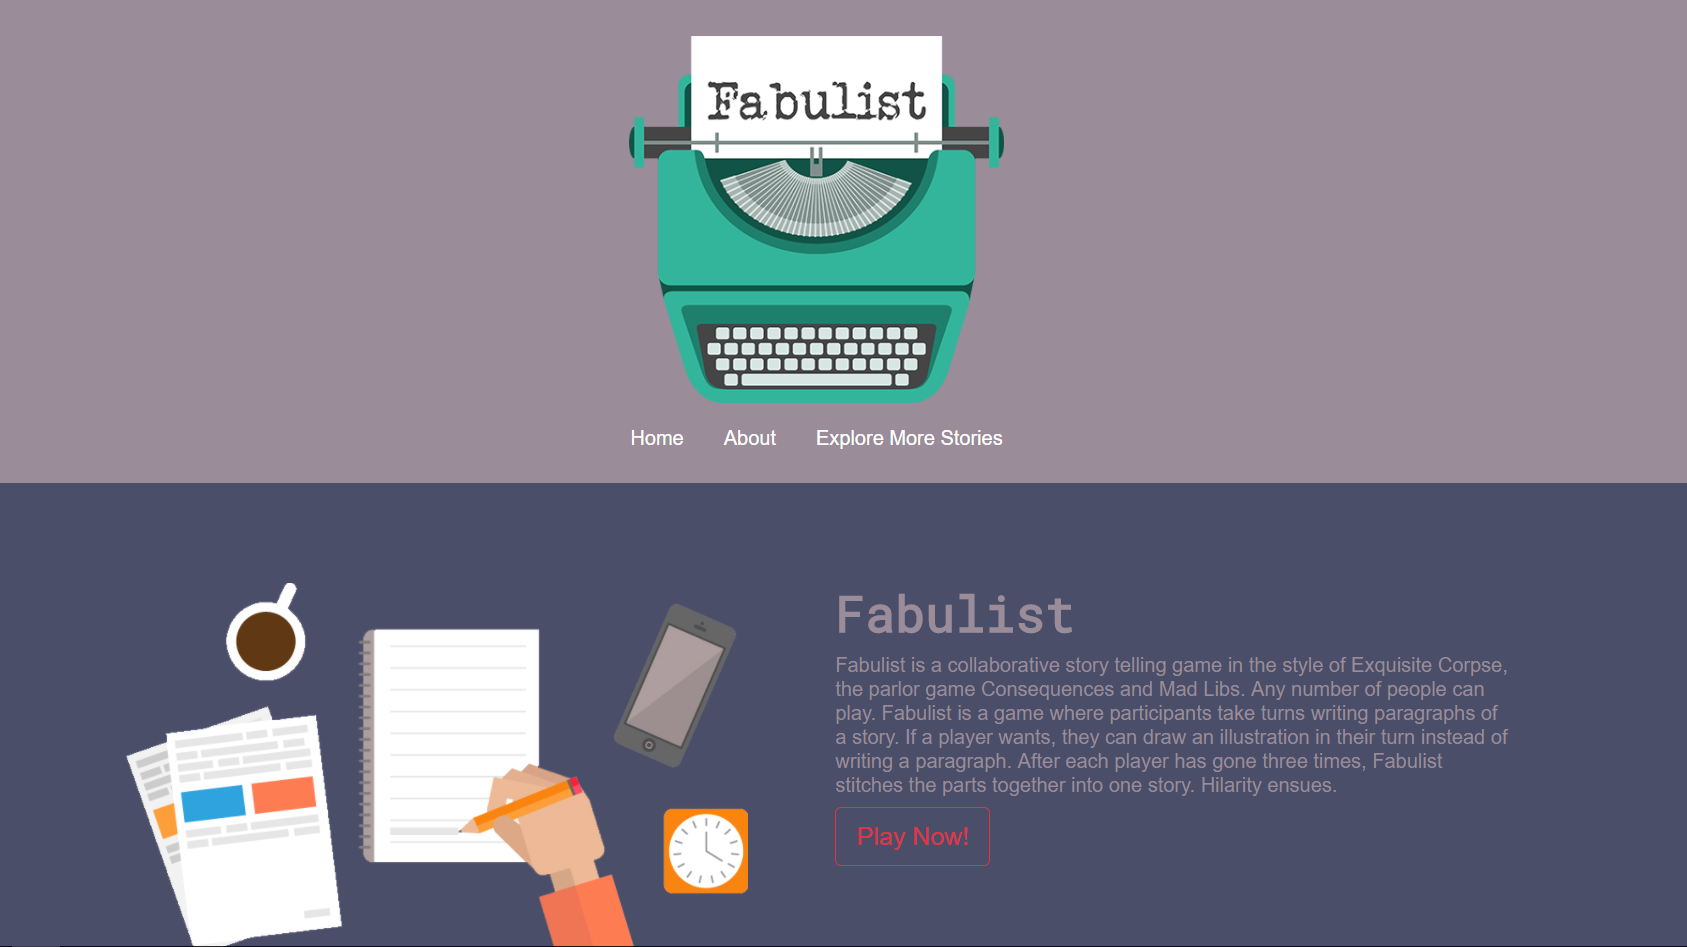 Fabulist
Home About Explore More Stories
Fabulist
Fabulist is a collaborative story telling game in the style of Exquisite Corpse,
the parlor game Consequences and Mad Libs. Any number of people can
play. Fabulist is a game where participants take turns writing paragraphs of
a story. If a player wants, they can draw an illustration in their turn instead of
writing a paragraph. After each player has gone three times, Fabulist
stitches the parts together into one story. Hilarity ensues.
Play Now!